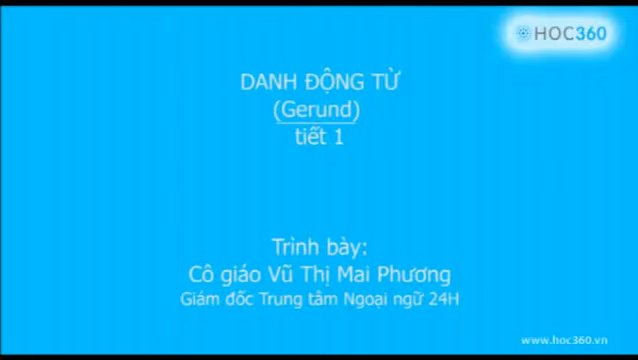 HOC360
DANH ĐỘNG TỪ
(Gerund)
tiết 1
Trình bày:
Cô giáo Vũ Thị Mai Phương
Giám đốc Trung tâm Ngoại ngữ 24H
www.hoc360.vn